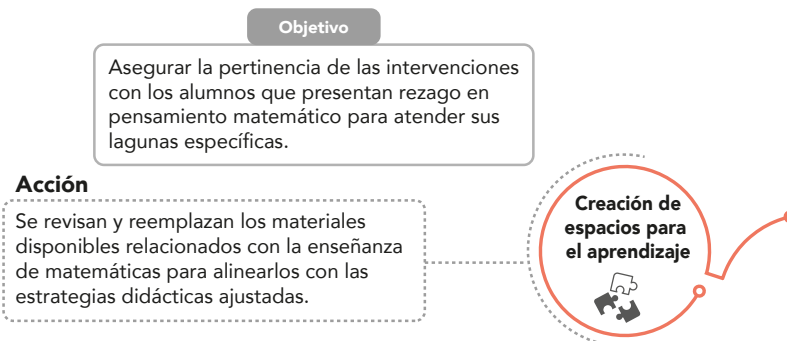 Objetivo
Asegurar la pertinencia de las intervenciones
con los alumnos que presentan rezago en
pensamiento matemático para atender sus
lagunas específicas.
Acción
Se revisan y reemplazan los materiales
disponibles relacionados con la enseñanza
de matemáticas para alinearlos con las
estrategias didácticas ajustadas.
Creación de
espacios para
el aprendizaje